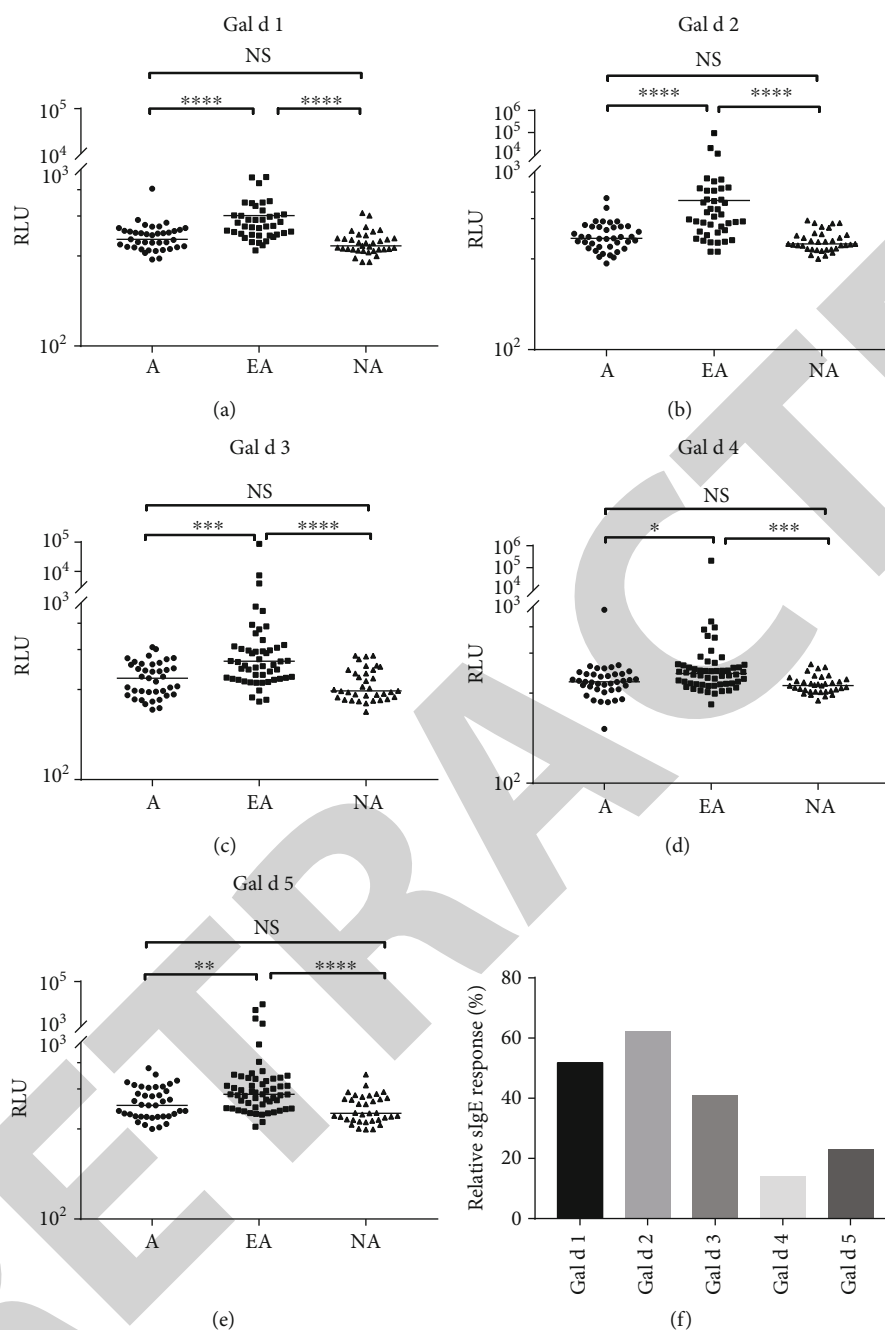 Gal d 1
NS
**** ****
10^5
10^4
10^3
RLU
10^2
A EA NA
(a)
Gal d 2
NS
**** ****
10^6
10^5
10^4
10^3
RLU
10^2
A EA NA
(b)
Gal d 3
NS
*** ****
10^5
10^4
10^3
RLU
10^2
A EA NA
(c)
Gal d 4
NS
* ***
10^6
10^5
10^4
10^3
RLU
10^2
A EA NA
(d)
Gal d 5
NS
** ****
10^5
10^3
10^3
RLU
10^2
A EA NA
(e)
Relative sIgE response (%)
80
60
40
20
0
Gal d 1
Gal d 2
Gal d 3
Gal d 4
Gal d 5
(f)
RETRACTE